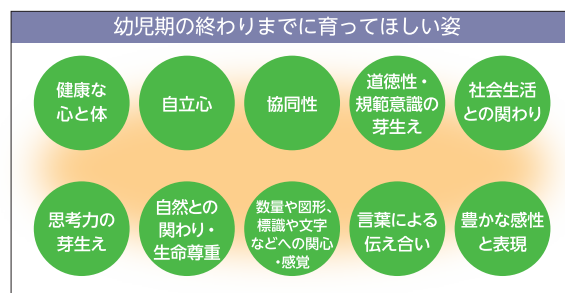 幼児期の終わりまでに育ってほしい姿
健康な
心と体
自立心
協同性
道徳性・
規範意識の
芽生え
社会生活
との関わり
思考力の
芽生え
自然との
関わり・
生命尊重
数量や図形、
標識や文字
などへの関心
・感覚
言葉による
伝え合い
豊かな感性
と表現